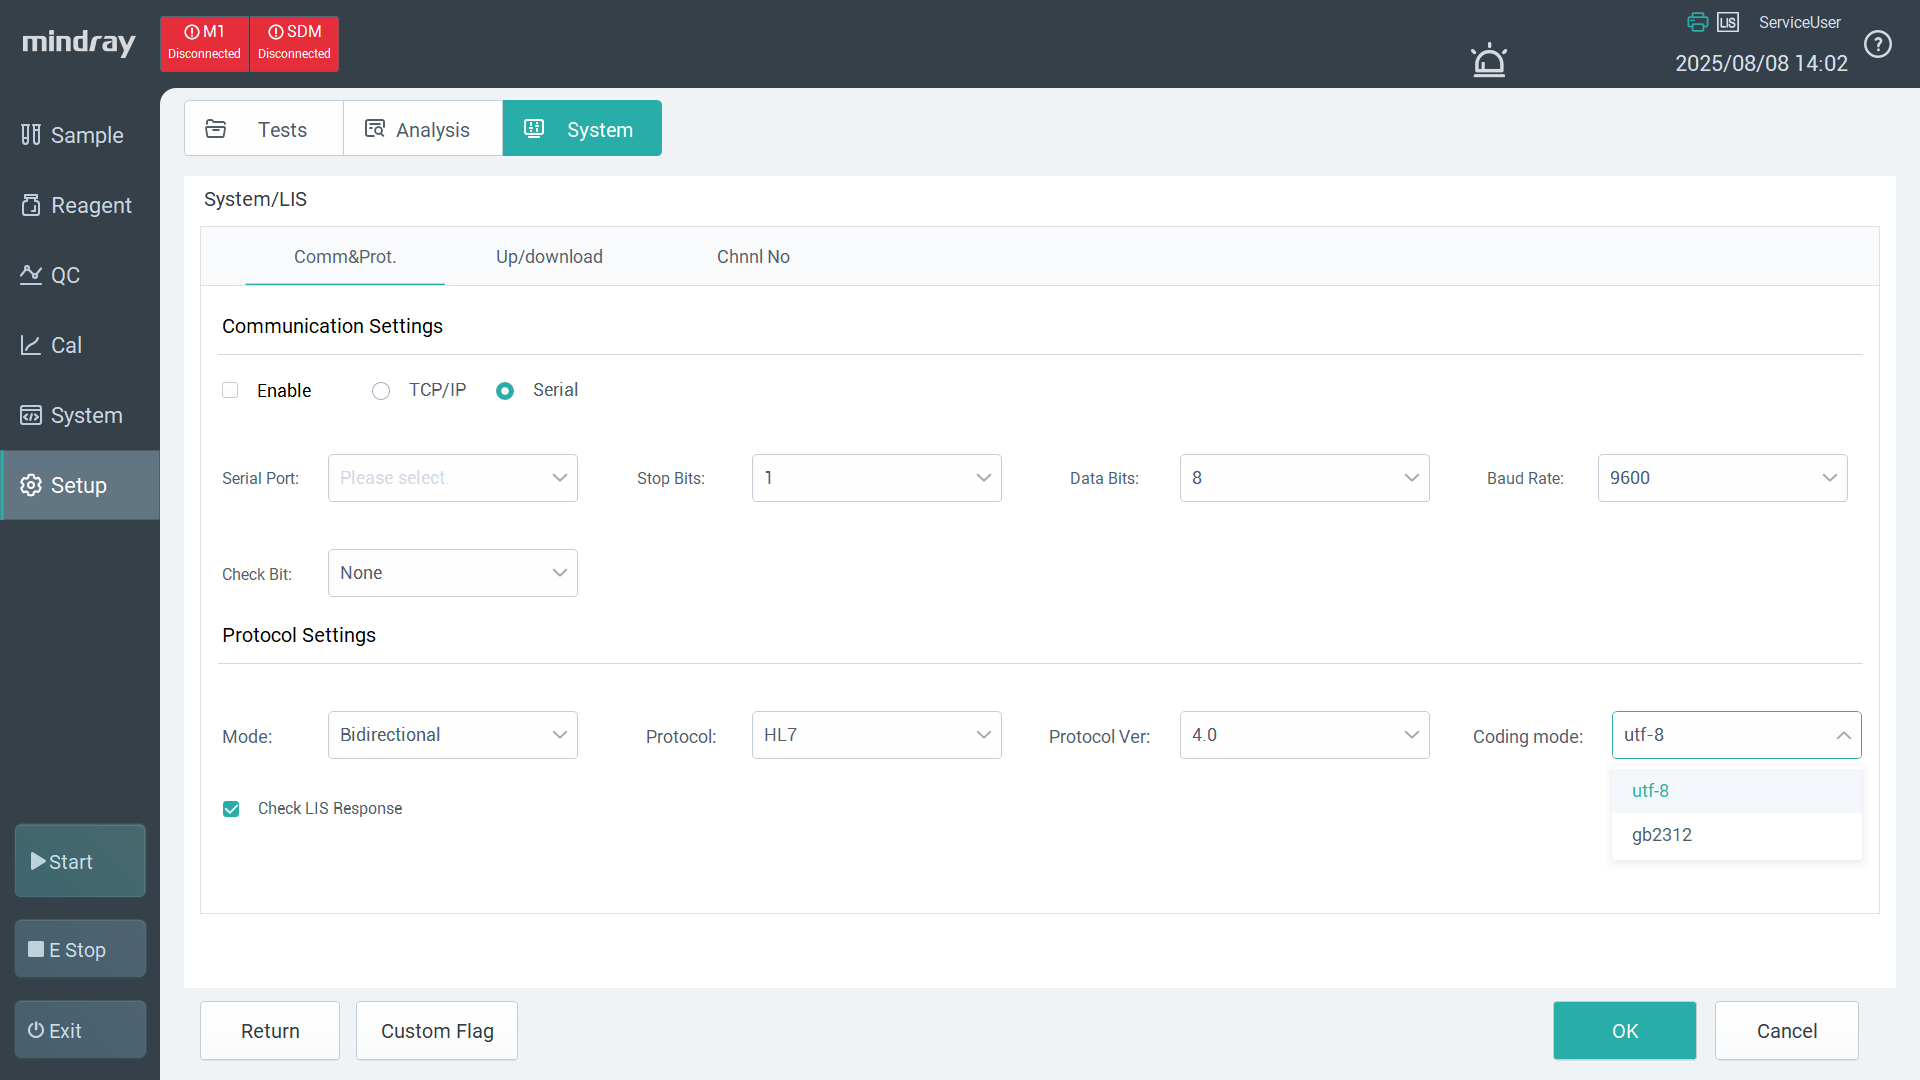 mindray
M1
Disconnected
SDM
Disconnected
LIS
ServiceUser
2025/08/08 14:02
?
Sample
Reagent
QC
Cal
System
Setup
Start
E Stop
Exit
Tests
Analysis
System
System/LIS
Comm&Prot.
Up/download
Chnnl No
Communication Settings
Enable
TCP/IP
Serial
Serial Port:
Please select.
Stop Bits:
1
Data Bits:
8
Baud Rate:
9600
Check Bit:
None
Protocol Settings
Mode:
Bidirectional
Protocol:
HL7
Protocol Ver:
4.0
Coding mode:
utf-8
utf-8
gb2312
Check LIS Response
Return
Custom Flag
OK
Cancel